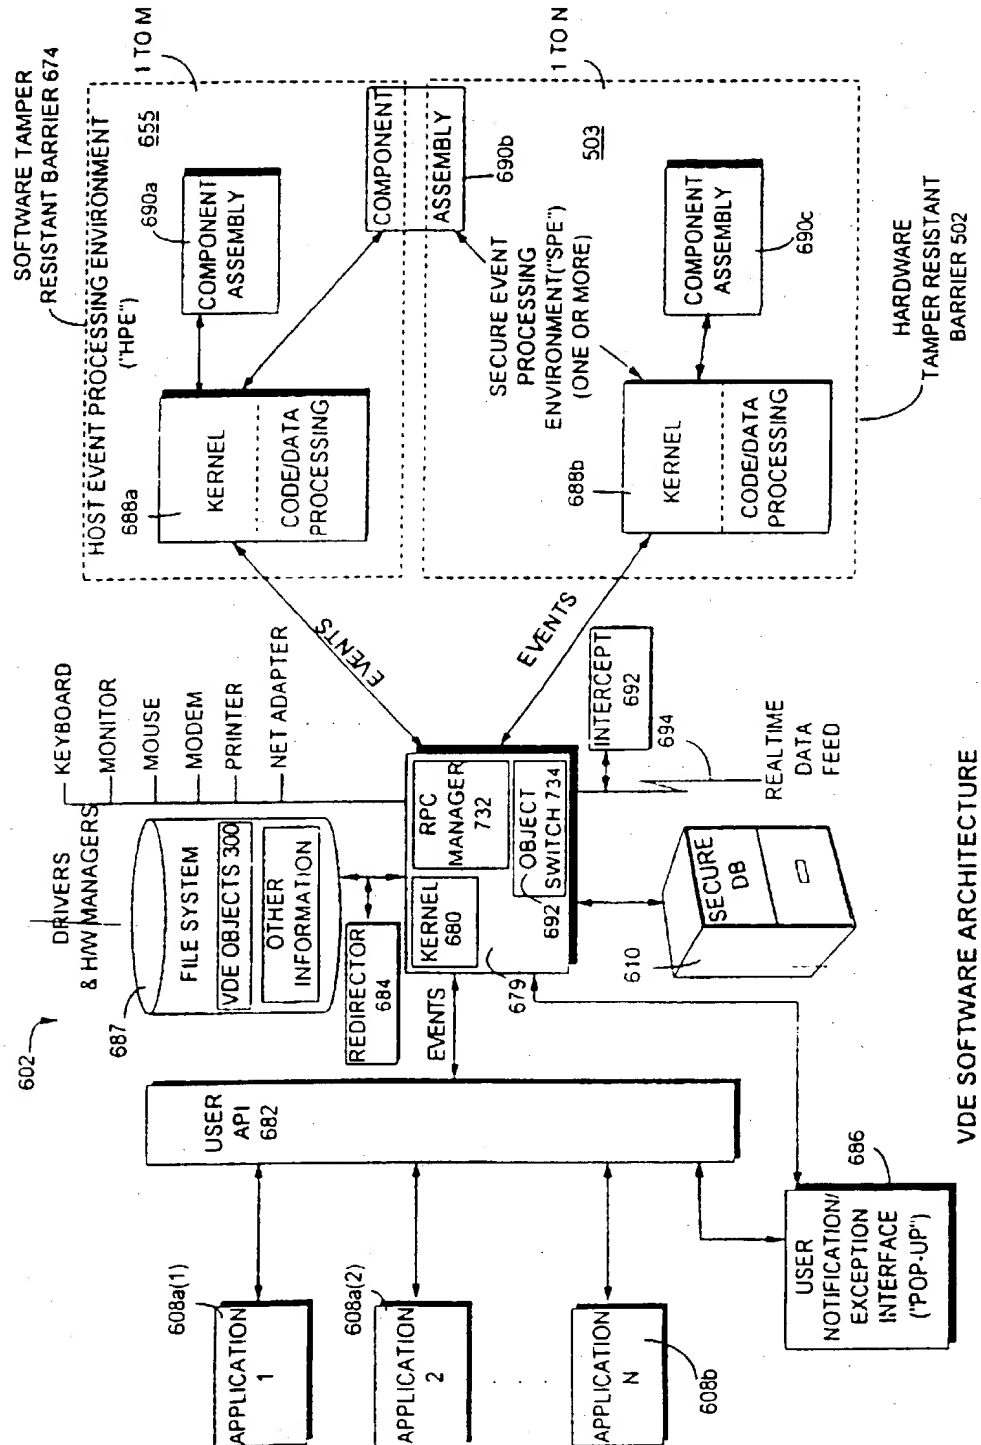 602
DRIVERS
& H/W MANAGERS
KEYBOARD
MONITOR
MOUSE
MODEM
PRINTER
NET ADAPTER
687
FILE SYSTEM
VDE OBJECTS 300
OTHER
INFORMATION
REDIRECTOR
684
APPLICATION
1
608a(1)
APPLICATION
2
608a(2)
APPLICATION
N
608b
USER
API
682
EVENTS
KERNEL
680
RPC
MANAGER
732
OBJECT
SWITCH 734
692
679
INTERCEPT
692
694
REALTIME
DATA
FEED
SECURE
DB
610
USER
NOTIFICATION/
EXCEPTION
INTERFACE
("POP-UP")
686
EVENTS
EVENTS
SOFTWARE TAMPER
RESISTANT BARRIER 674
HOST EVENT PROCESSING ENVIRONMENT
("HPE")
655
1 TO M
688a
KERNEL
CODE/DATA
PROCESSING
690a
COMPONENT
ASSEMBLY
COMPONENT
ASSEMBLY
690b
SECURE EVENT
PROCESSING
ENVIRONMENT("SPE")
(ONE OR MORE)
503
1 TO N
688b
KERNEL
CODE/DATA
PROCESSING
COMPONENT
ASSEMBLY
690c
HARDWARE
TAMPER RESISTANT
BARRIER 502
VDE SOFTWARE ARCHITECTURE